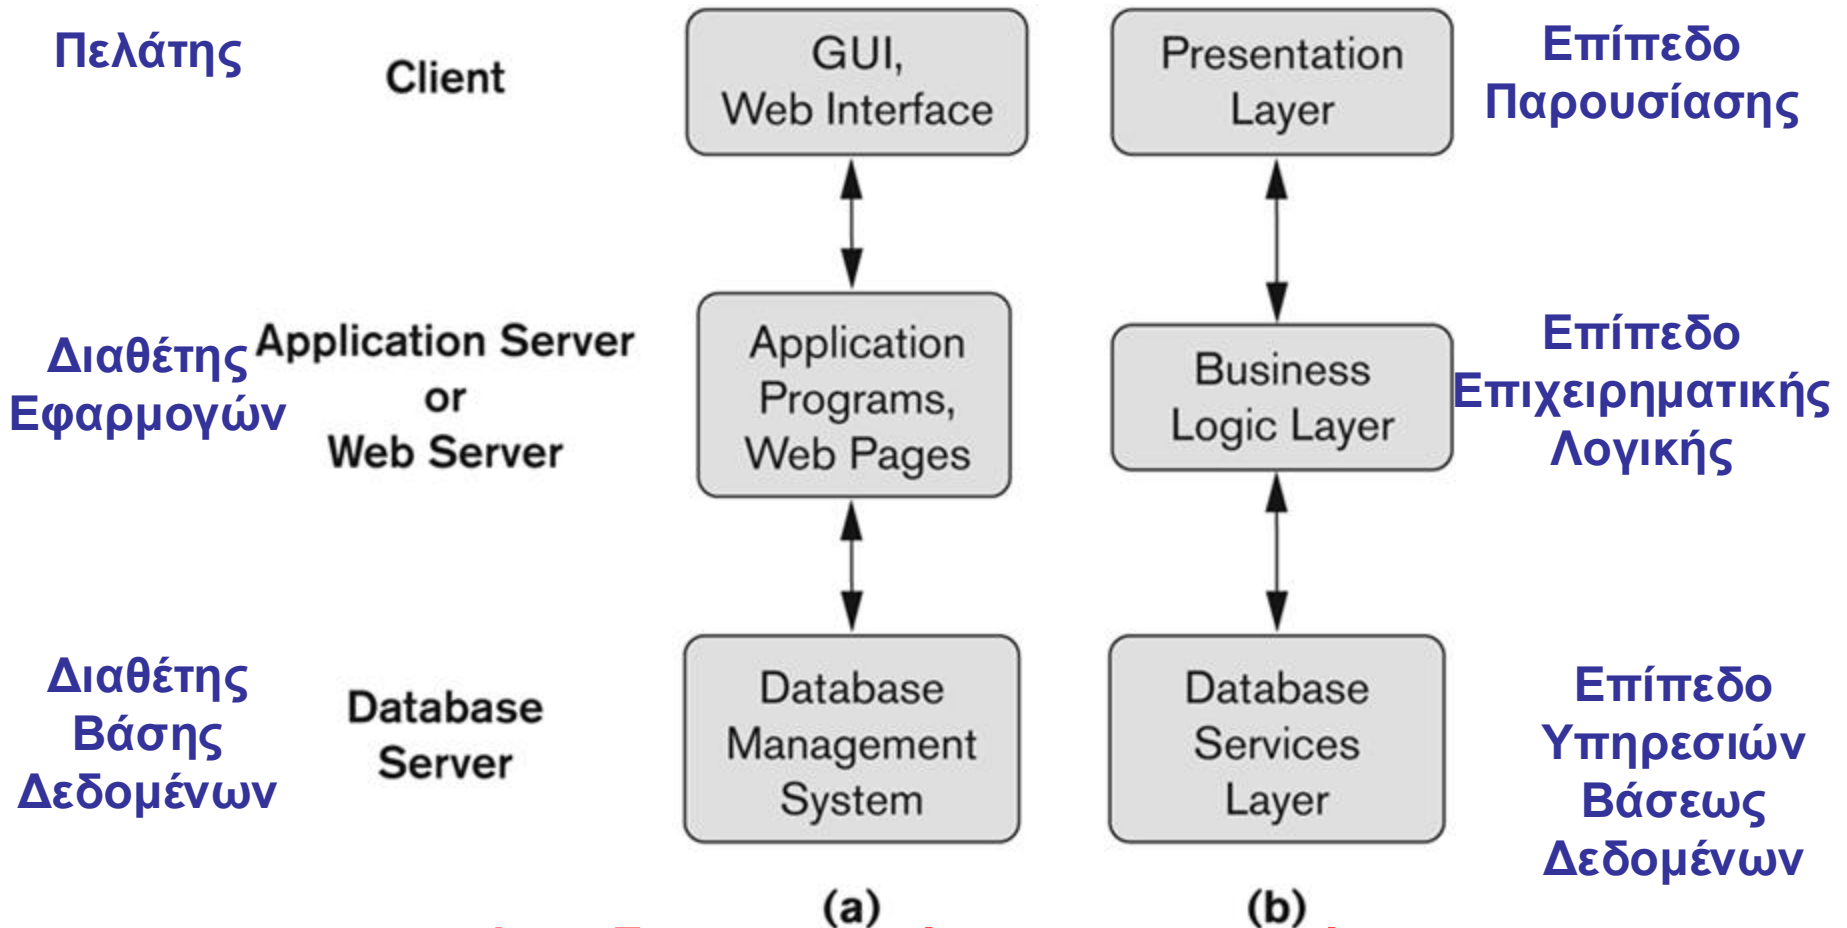 Πελάτης
Client
GUI,
Web Interface
Presentation
Layer
Επίπεδο
Παρουσίασης
Διαθέτης
Εφαρμογών
Application Server
or
Web Server
Application
Programs,
Web Pages
Business
Logic Layer
Επίπεδο
Επιχειρηματικής
Λογικής
Διαθέτης
Βάσης
Δεδομένων
Database
Server
Database
Management
System
Database
Services
Layer
Επίπεδο
Υπηρεσιών
Βάσεως
Δεδομένων
(a)
(b)